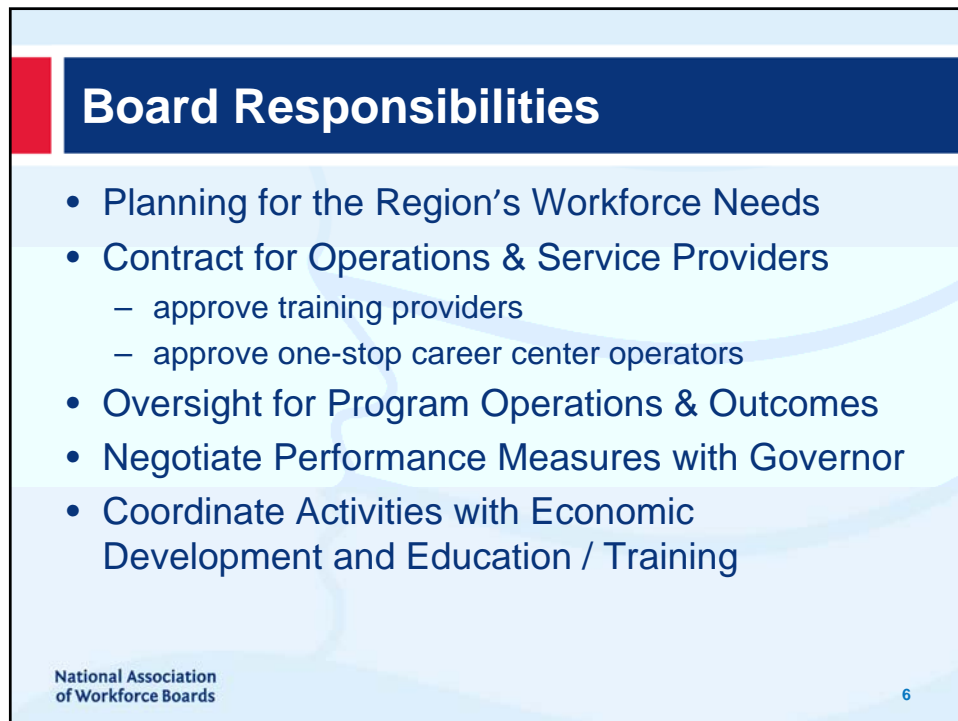 Board Responsibilities
• Planning for the Region’s Workforce Needs
• Contract for Operations & Service Providers
– approve training providers
– approve one-stop career center operators
• Oversight for Program Operations & Outcomes
• Negotiate Performance Measures with Governor
• Coordinate Activities with Economic
Development and Education / Training
National Association
of Workforce Boards
6